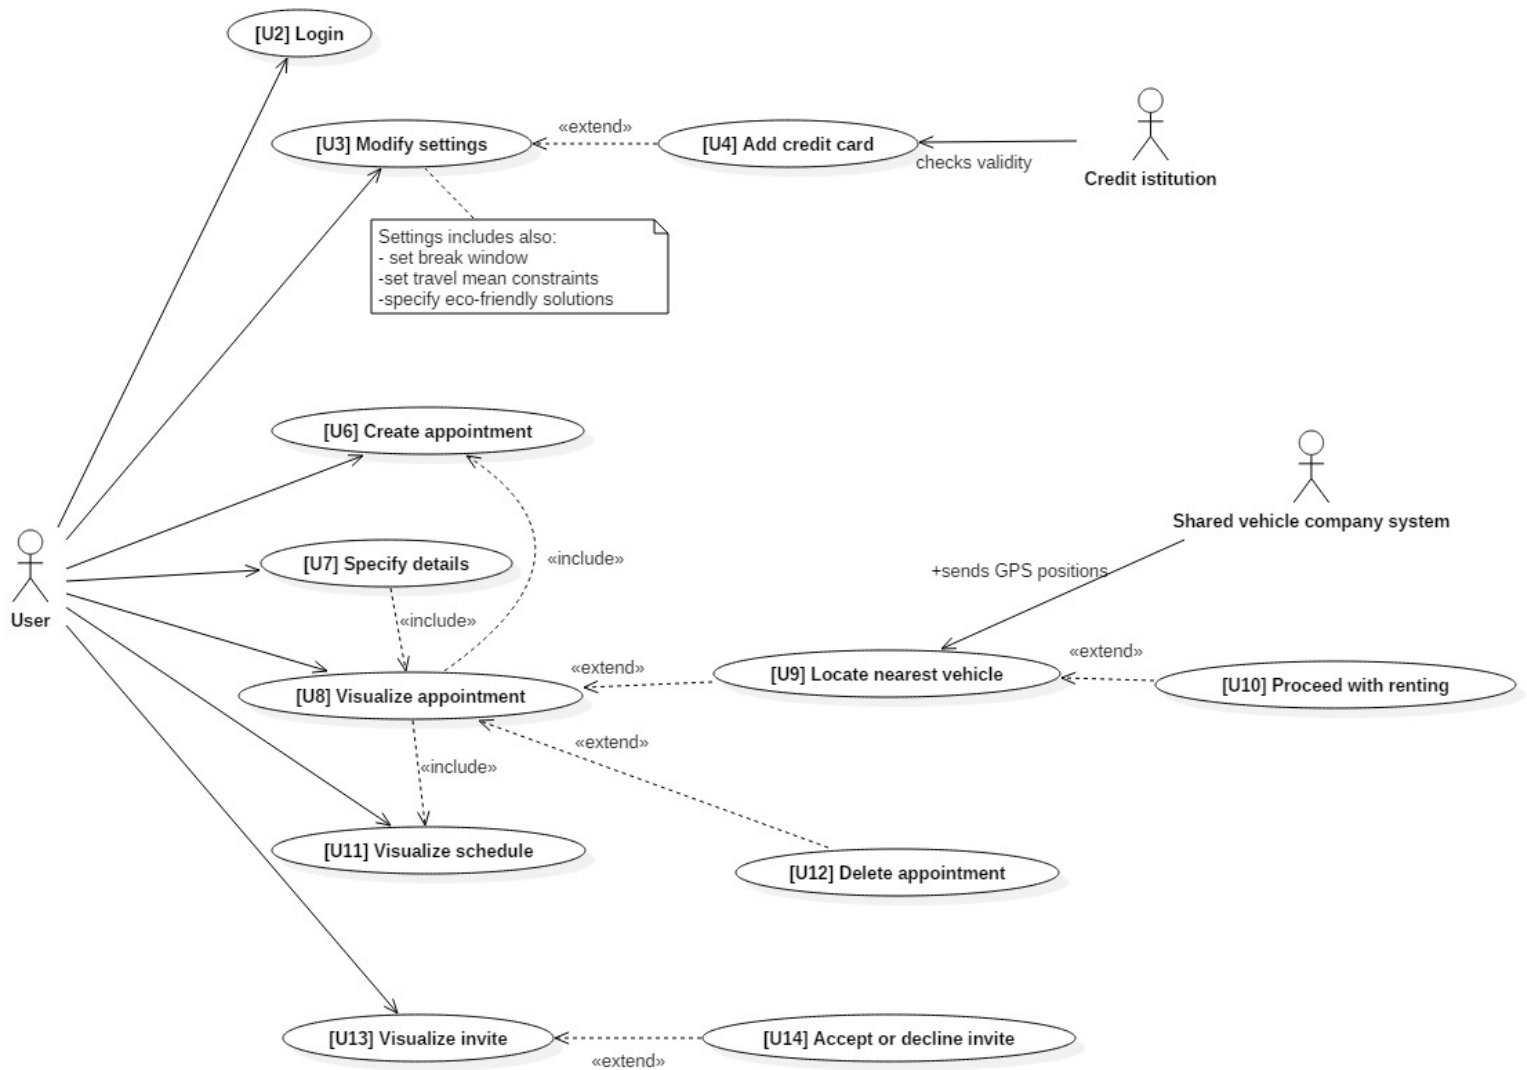 [U2] Login
[U3] Modify settings
«extend»
[U4] Add credit card
checks validity
Credit istitution
Settings includes also:
- set break window
-set travel mean constraints
-specify eco-friendly solutions
[U6] Create appointment
Shared vehicle company system
[U7] Specify details
«include»
+sends GPS positions
User
«include»
[U8] Visualize appointment
«extend»
[U9] Locate nearest vehicle
«extend»
[U10] Proceed with renting
«extend»
«include»
[U11] Visualize schedule
[U12] Delete appointment
[U13] Visualize invite
[U14] Accept or decline invite
«extend»